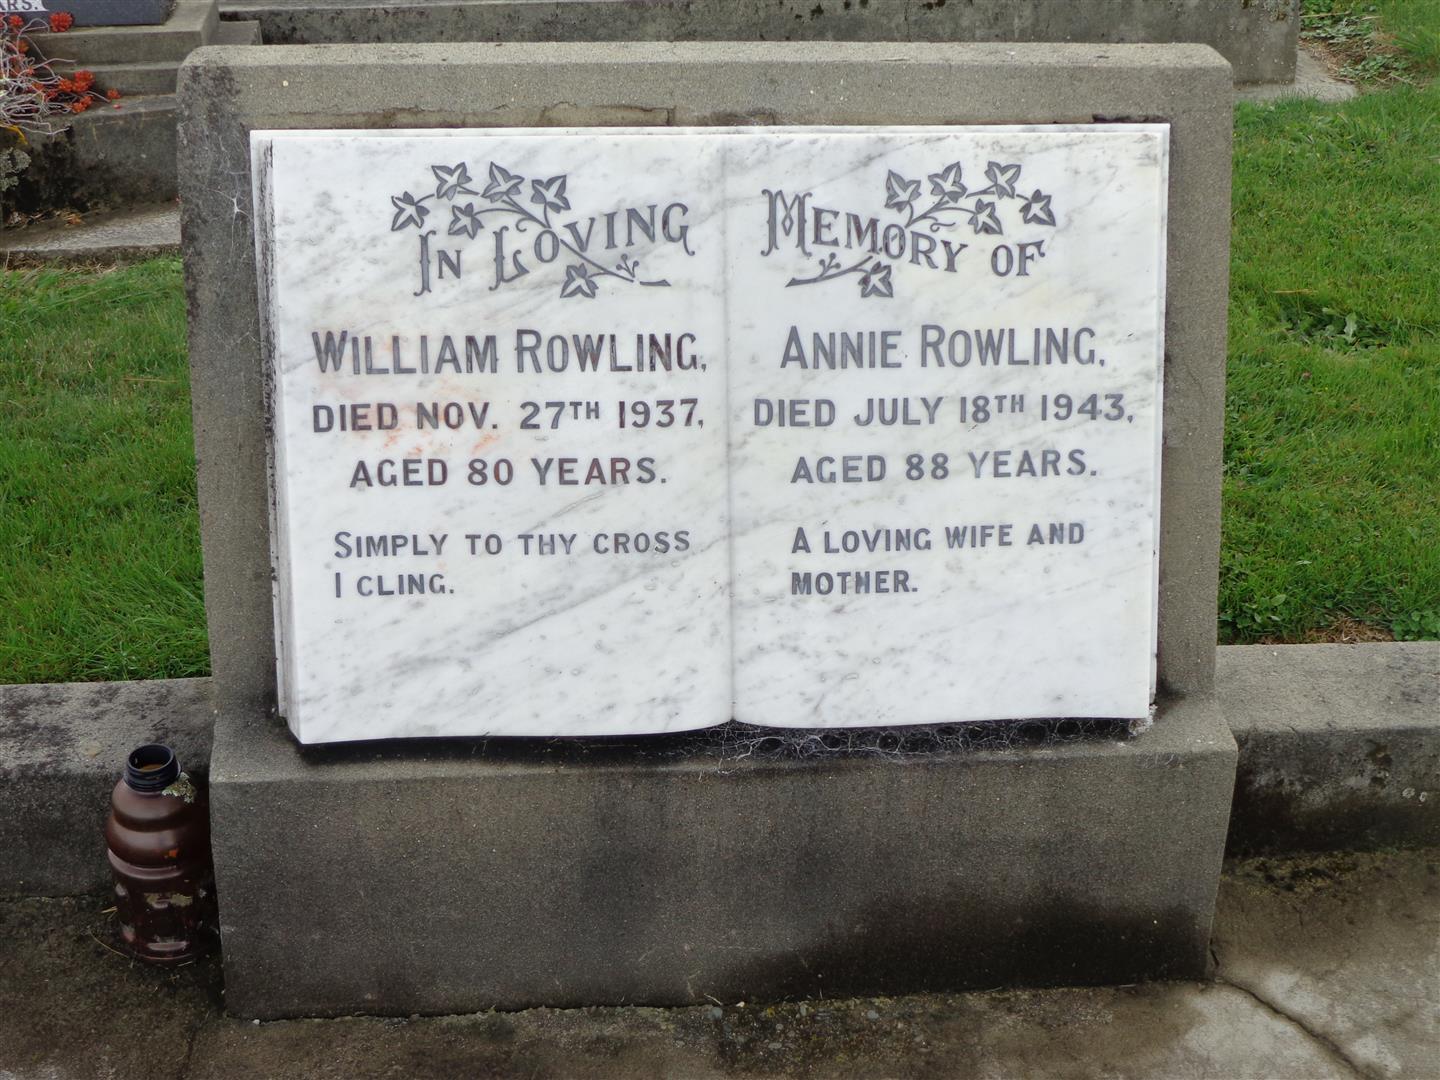 ARS.
IN LOVING
MEMORY OF
WILLIAM ROWLING,
DIED NOV. 27TH 1937,
AGED 80 YEARS.
SIMPLY TO THY CROSS
I CLING.
ANNIE ROWLING,
DIED JULY 18TH 1943,
AGED 88 YEARS.
A LOVING WIFE AND
MOTHER.